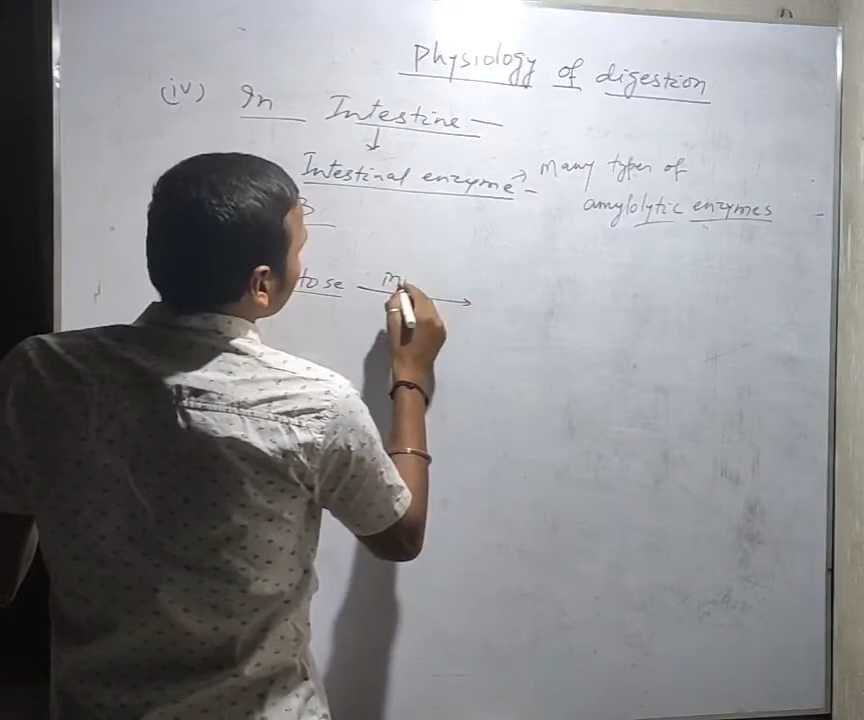 Physiology of digestion
(iv) In Intestine —
↓
Intestinal enzyme → Many types of
amylolytic enzymes
tose →